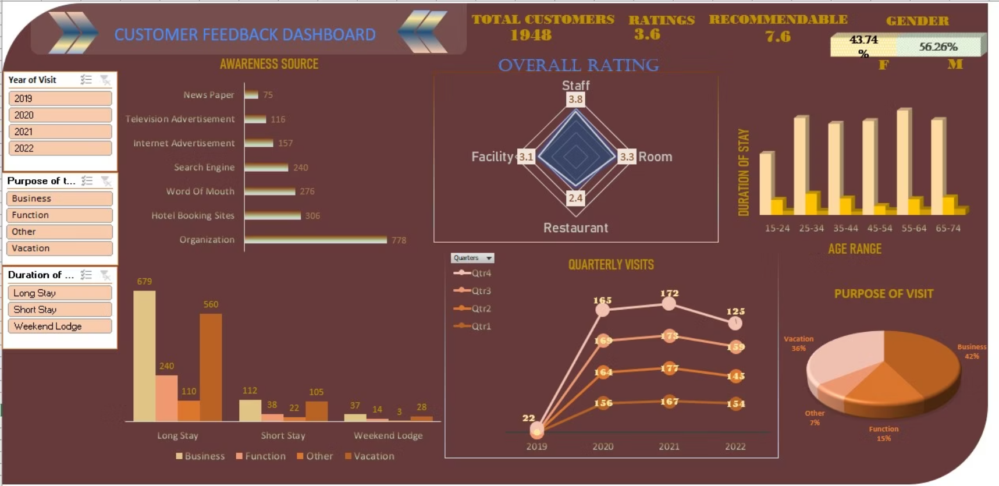 CUSTOMER FEEDBACK DASHBOARD
TOTAL CUSTOMERS
1948
RATINGS
3.6
RECOMMENDABLE
7.6
GENDER
43.74
%
56.26%
F
M
Year of Visit
2019
2020
2021
2022
Purpose of t...
Business
Function
Other
Vacation
Duration of ...
Long Stay
Short Stay
Weekend Lodge
AWARENESS SOURCE
News Paper 75
Television Advertisement 116
Internet Advertisement 157
Search Engine 240
Word Of Mouth 276
Hotel Booking Sites 306
Organization 778
OVERALL RATING
Staff
3.8
Facility 3.1
3.3 Room
2.4
Restaurant
DURATION OF STAY
15-24 25-34 35-44 45-54 55-64 65-74
AGE RANGE
679
240
110
560
112
38
22
105
37
14
3
28
Long Stay Short Stay Weekend Lodge
Business Function Other Vacation
Quarters
QUARTERLY VISITS
Qtr4
Qtr3
Qtr2
Qtr1
165 172 125
169 173 159
164 177 145
156 167 154
22
2019 2020 2021 2022
PURPOSE OF VISIT
Vacation
36%
Business
42%
Other
7%
Function
15%